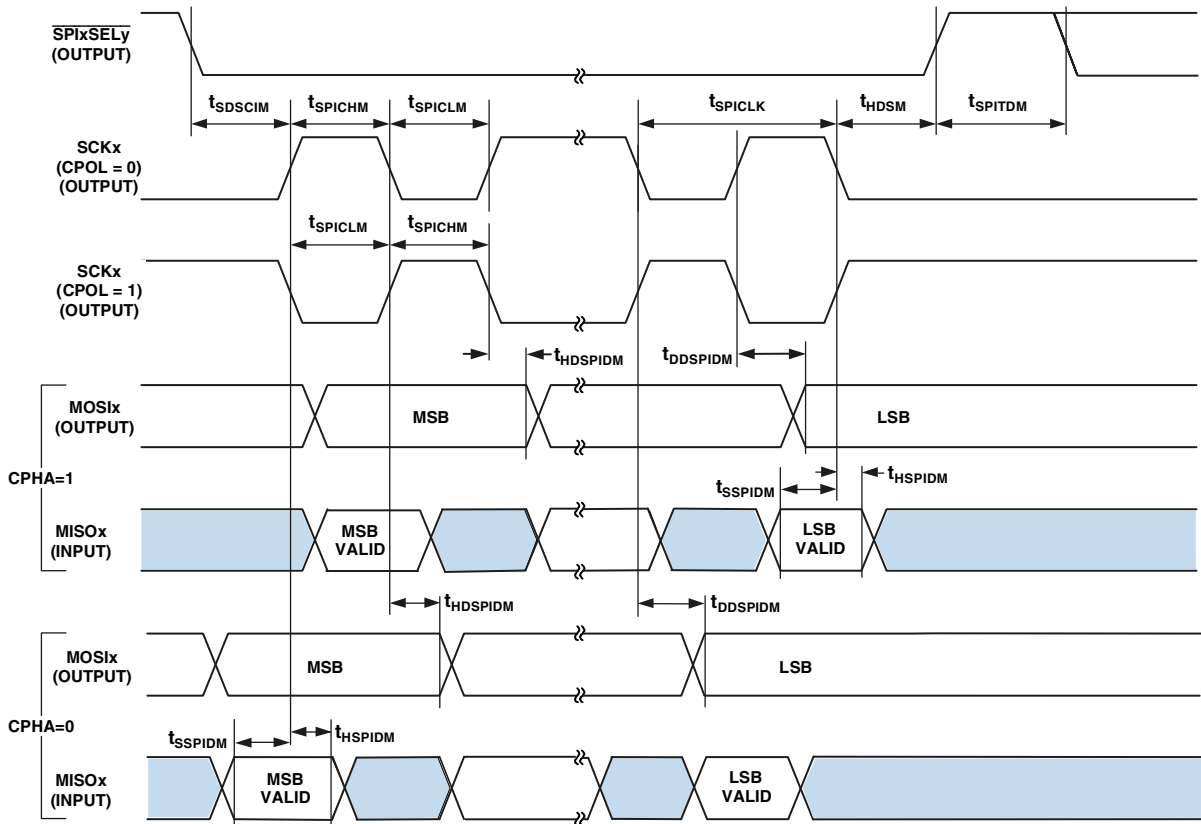 SPIxSELy
(OUTPUT)
tSDSCIM
tSPICHM
tSPICLM
tSPICLK
tHDSM
tSPITDM
SCKx
(CPOL = 0)
(OUTPUT)
tSPICLM
tSPICHM
SCKx
(CPOL = 1)
(OUTPUT)
tHDSPIDM
tDDSPIDM
MOSIx
(OUTPUT)
MSB
LSB
CPHA=1
tSSPIDM
tHSPIDM
MISOx
(INPUT)
MSB
VALID
LSB
VALID
tHDSPIDM
tDDSPIDM
MOSIx
(OUTPUT)
MSB
LSB
CPHA=0
tSSPIDM
tHSPIDM
MISOx
(INPUT)
MSB
VALID
LSB
VALID